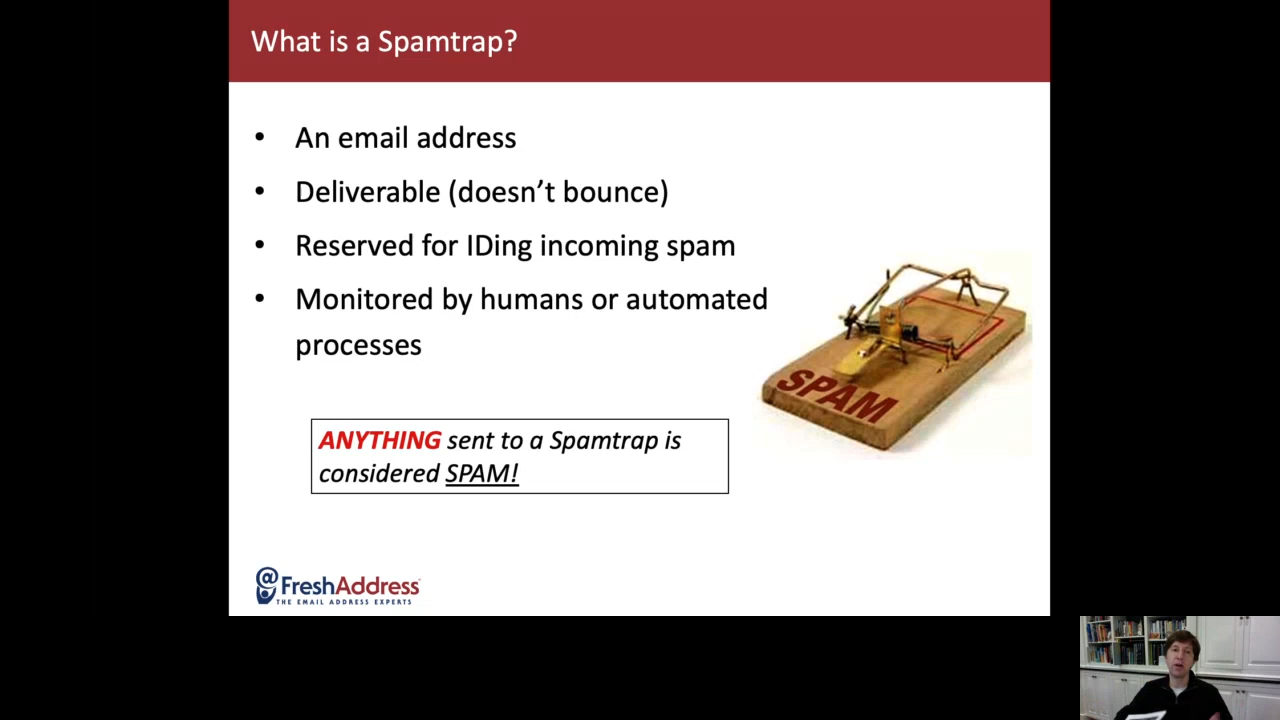 What is a Spamtrap?
• An email address
• Deliverable (doesn’t bounce)
• Reserved for IDing incoming spam
• Monitored by humans or automated
processes
SPAM
ANYTHING sent to a Spamtrap is
considered SPAM!
@FreshAddress
THE EMAIL ADDRESS EXPERTS